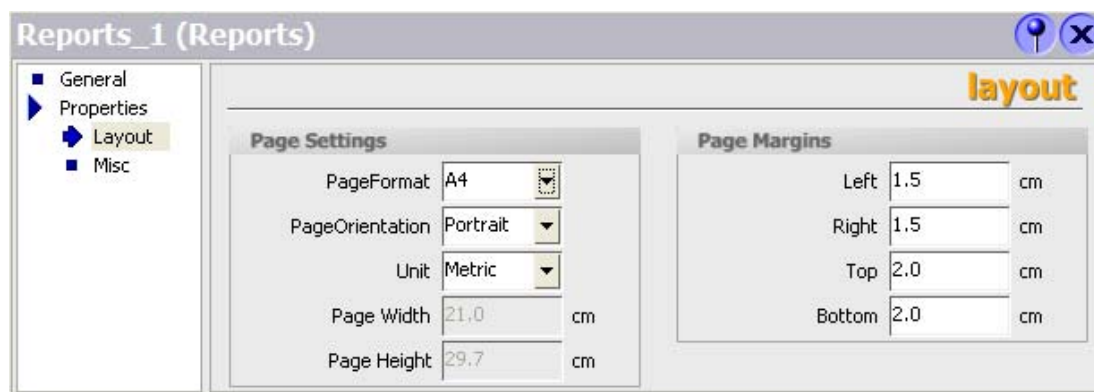 Reports_1 (Reports)
General
Properties
Layout
Misc
layout
Page Settings
PageFormat A4
PageOrientation Portrait
Unit Metric
Page Width 21.0 cm
Page Height 29.7 cm
Page Margins
Left 1.5 cm
Right 1.5 cm
Top 2.0 cm
Bottom 2.0 cm